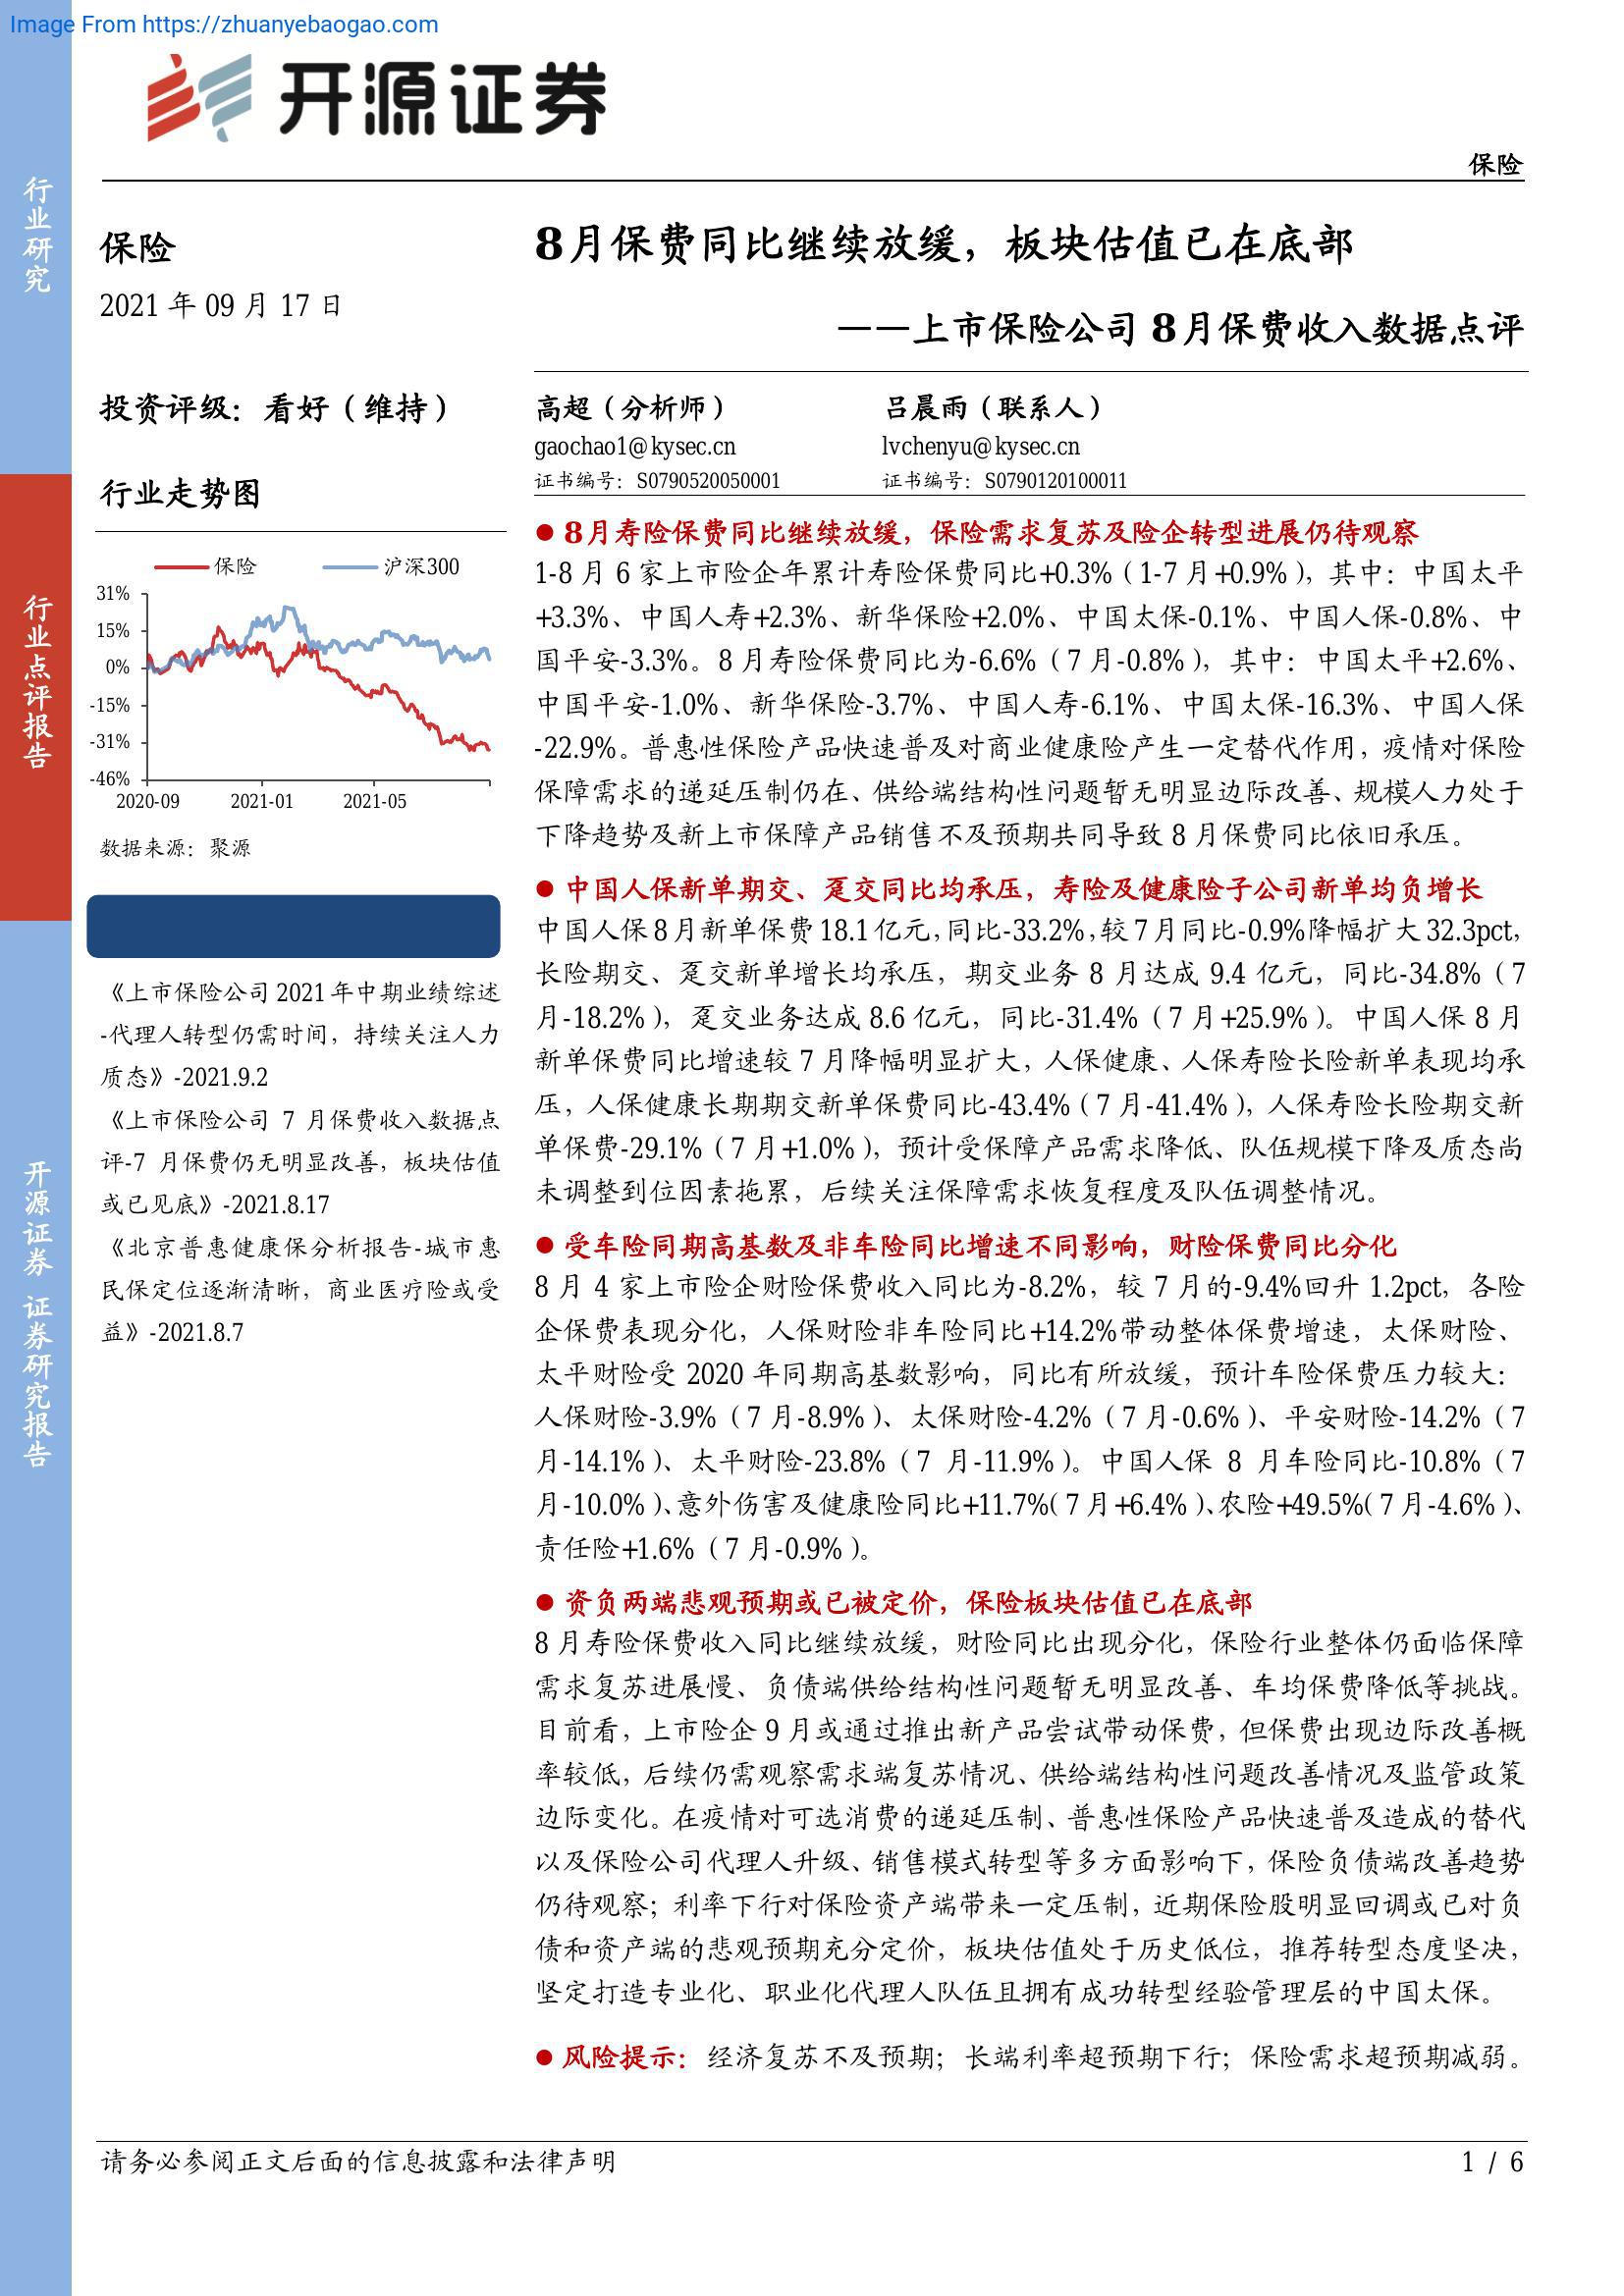 Image From https://zhuanyebaogao.com
开源证券
保险
行业研究
行业点评报告
开源证券 证券研究报告
保险
2021 年 09 月 17 日
投资评级：看好（维持）
行业走势图
保险 沪深300
31%
15%
0%
-15%
-31%
-46%
2020-09 2021-01 2021-05
数据来源：聚源
《上市保险公司 2021 年中期业绩综述
-代理人转型仍需时间，持续关注人力
质态》-2021.9.2
《上市保险公司 7 月保费收入数据点
评-7 月保费仍无明显改善，板块估值
或已见底》-2021.8.17
《北京普惠健康保分析报告-城市惠
民保定位逐渐清晰，商业医疗险或受
益》-2021.8.7
8月保费同比继续放缓，板块估值已在底部
——上市保险公司 8月保费收入数据点评
高超（分析师） 吕晨雨（联系人）
gaochao1@kysec.cn lvchenyu@kysec.cn
证书编号：S0790520050001 证书编号：S0790120100011
● 8月寿险保费同比继续放缓，保险需求复苏及险企转型进展仍待观察
1-8 月 6 家上市险企年累计寿险保费同比+0.3%（1-7 月+0.9%），其中：中国太平
+3.3%、中国人寿+2.3%、新华保险+2.0%、中国太保-0.1%、中国人保-0.8%、中
国平安-3.3%。8 月寿险保费同比为-6.6%（7 月-0.8%），其中：中国太平+2.6%、
中国平安-1.0%、新华保险-3.7%、中国人寿-6.1%、中国太保-16.3%、中国人保
-22.9%。普惠性保险产品快速普及对商业健康险产生一定替代作用，疫情对保险
保障需求的递延压制仍在、供给端结构性问题暂无明显边际改善、规模人力处于
下降趋势及新上市保障产品销售不及预期共同导致 8 月保费同比依旧承压。
● 中国人保新单期交、趸交同比均承压，寿险及健康险子公司新单均负增长
中国人保 8 月新单保费 18.1 亿元，同比-33.2%，较 7 月同比-0.9%降幅扩大 32.3pct，
长险期交、趸交新单增长均承压，期交业务 8 月达成 9.4 亿元，同比-34.8%（7
月-18.2%），趸交业务达成 8.6 亿元，同比-31.4%（7 月+25.9%）。中国人保 8 月
新单保费同比增速较 7 月降幅明显扩大，人保健康、人保寿险长险新单表现均承
压，人保健康长期期交新单保费同比-43.4%（7 月-41.4%），人保寿险长险期交新
单保费-29.1%（7 月+1.0%），预计受保障产品需求降低、队伍规模下降及质态尚
未调整到位因素拖累，后续关注保障需求恢复程度及队伍调整情况。
● 受车险同期高基数及非车险同比增速不同影响，财险保费同比分化
8 月 4 家上市险企财险保费收入同比为-8.2%，较 7 月的-9.4%回升 1.2pct，各险
企保费表现分化，人保财险非车险同比+14.2%带动整体保费增速，太保财险、
太平财险受 2020 年同期高基数影响，同比有所放缓，预计车险保费压力较大：
人保财险-3.9%（7 月-8.9%）、太保财险-4.2%（7 月-0.6%）、平安财险-14.2%（7
月-14.1%）、太平财险-23.8%（7 月-11.9%）。中国人保 8 月车险同比-10.8%（7
月-10.0%）、意外伤害及健康险同比+11.7%（7 月+6.4%）、农险+49.5%（7 月-4.6%）、
责任险+1.6%（7 月-0.9%）。
● 资负两端悲观预期或已被定价，保险板块估值已在底部
8 月寿险保费收入同比继续放缓，财险同比出现分化，保险行业整体仍面临保障
需求复苏进展慢、负债端供给结构性问题暂无明显改善、车均保费降低等挑战。
目前看，上市险企 9 月或通过推出新产品尝试带动保费，但保费出现边际改善概
率较低，后续仍需观察需求端复苏情况、供给端结构性问题改善情况及监管政策
边际变化。在疫情对可选消费的递延压制、普惠性保险产品快速普及造成的替代
以及保险公司代理人升级、销售模式转型等多方面影响下，保险负债端改善趋势
仍待观察；利率下行对保险资产端带来一定压制，近期保险股明显回调或已对负
债和资产端的悲观预期充分定价，板块估值处于历史低位，推荐转型态度坚决，
坚定打造专业化、职业化代理人队伍且拥有成功转型经验管理层的中国太保。
● 风险提示：经济复苏不及预期；长端利率超预期下行；保险需求超预期减弱。
请务必参阅正文后面的信息披露和法律声明 1 / 6